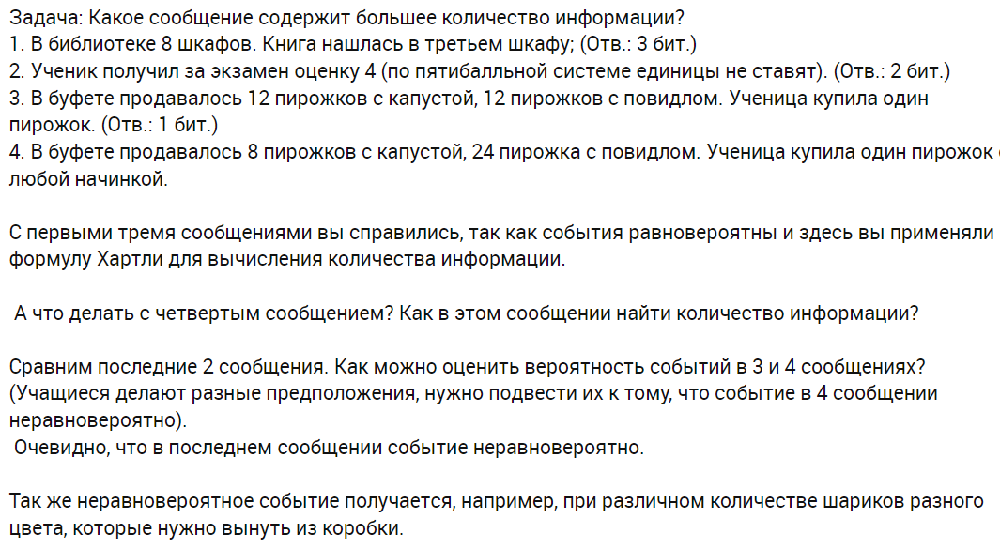 Задача: Какое сообщение содержит большее количество информации?
1. В библиотеке 8 шкафов. Книга нашлась в третьем шкафу; (Отв.: 3 бит.)
2. Ученик получил за экзамен оценку 4 (по пятибалльной системе единицы не ставят). (Отв.: 2 бит.)
3. В буфете продавалось 12 пирожков с капустой, 12 пирожков с повидлом. Ученица купила один
пирожок. (Отв.: 1 бит.)
4. В буфете продавалось 8 пирожков с капустой, 24 пирожка с повидлом. Ученица купила один пирожок
любой начинкой.
С первыми тремя сообщениями вы справились, так как события равновероятны и здесь вы применяли
формулу Хартли для вычисления количества информации.
А что делать с четвертым сообщением? Как в этом сообщении найти количество информации?
Сравним последние 2 сообщения. Как можно оценить вероятность событий в 3 и 4 сообщениях?
(Учащиеся делают разные предположения, нужно подвести их к тому, что событие в 4 сообщении
неравновероятно).
Очевидно, что в последнем сообщении событие неравновероятно.
Так же неравновероятное событие получается, например, при различном количестве шариков разного
цвета, которые нужно вынуть из коробки.